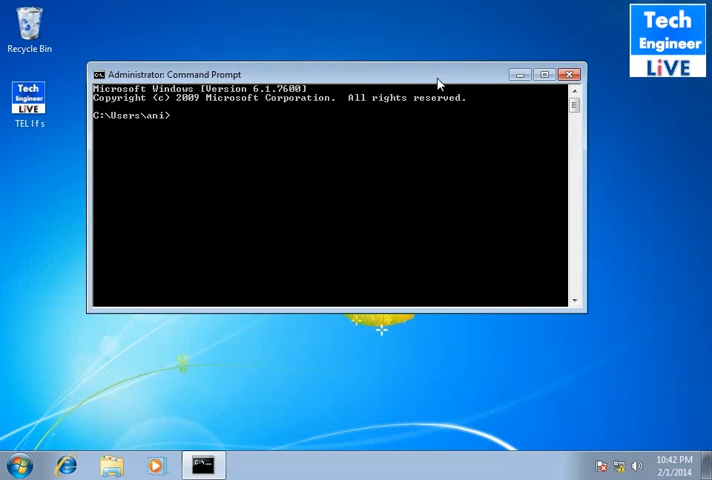 Recycle Bin
Tech
Engineer
LiVE
TEL I f s
Administrator: Command Prompt
Microsoft Windows [Version 6.1.7600]
Copyright (c) 2009 Microsoft Corporation.  All rights reserved.
C:\Users\ani>
Tech
Engineer
LiVE
10:42 PM
2/1/2014